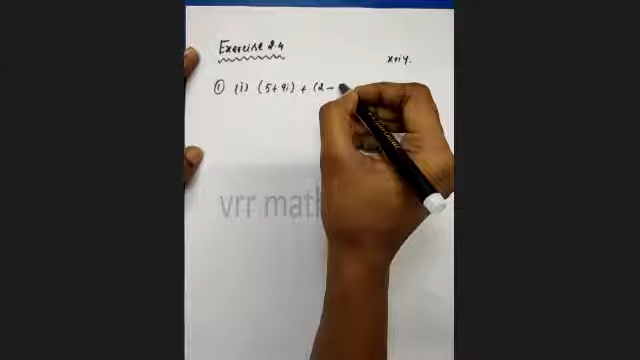 Exercise 2.4
x+iy.
① (i) (5+9i) + (2-
vrr math